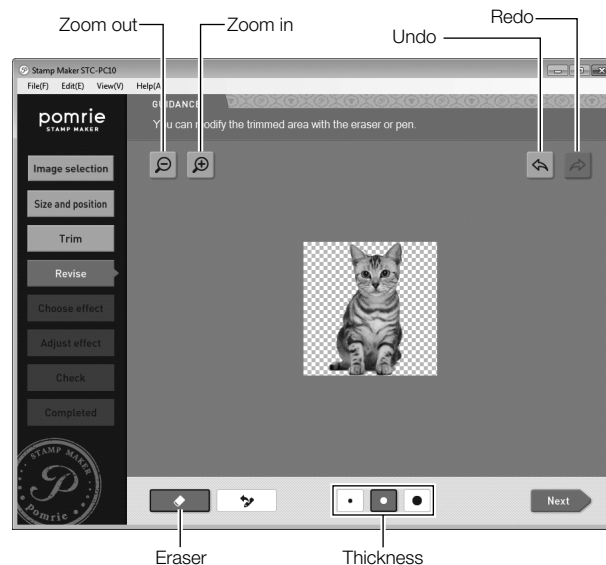 Zoom out
Zoom in
Undo
Redo
Stamp Maker STC-PC10
File(F) Edit(E) View(V) Help(A
GUIDANCE
You can modify the trimmed area with the eraser or pen.
pomrie
STAMP MAKER
Image selection
Size and position
Trim
Revise
Choose effect
Adjust effect
Check
Completed
STAMP MAKER
P
Pomrie
Next
Eraser
Thickness